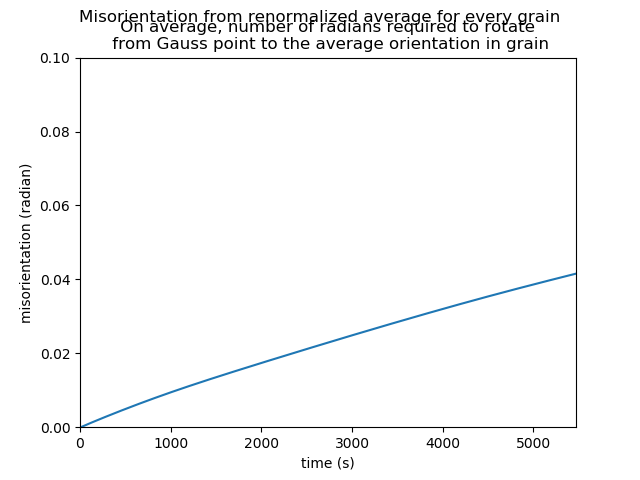 Misorientation from renormalized average for every grain
On average, number of radians required to rotate
from Gauss point to the average orientation in grain
0.10
0.08
0.06
0.04
0.02
0.00
misorientation (radian)
0 1000 2000 3000 4000 5000
time (s)